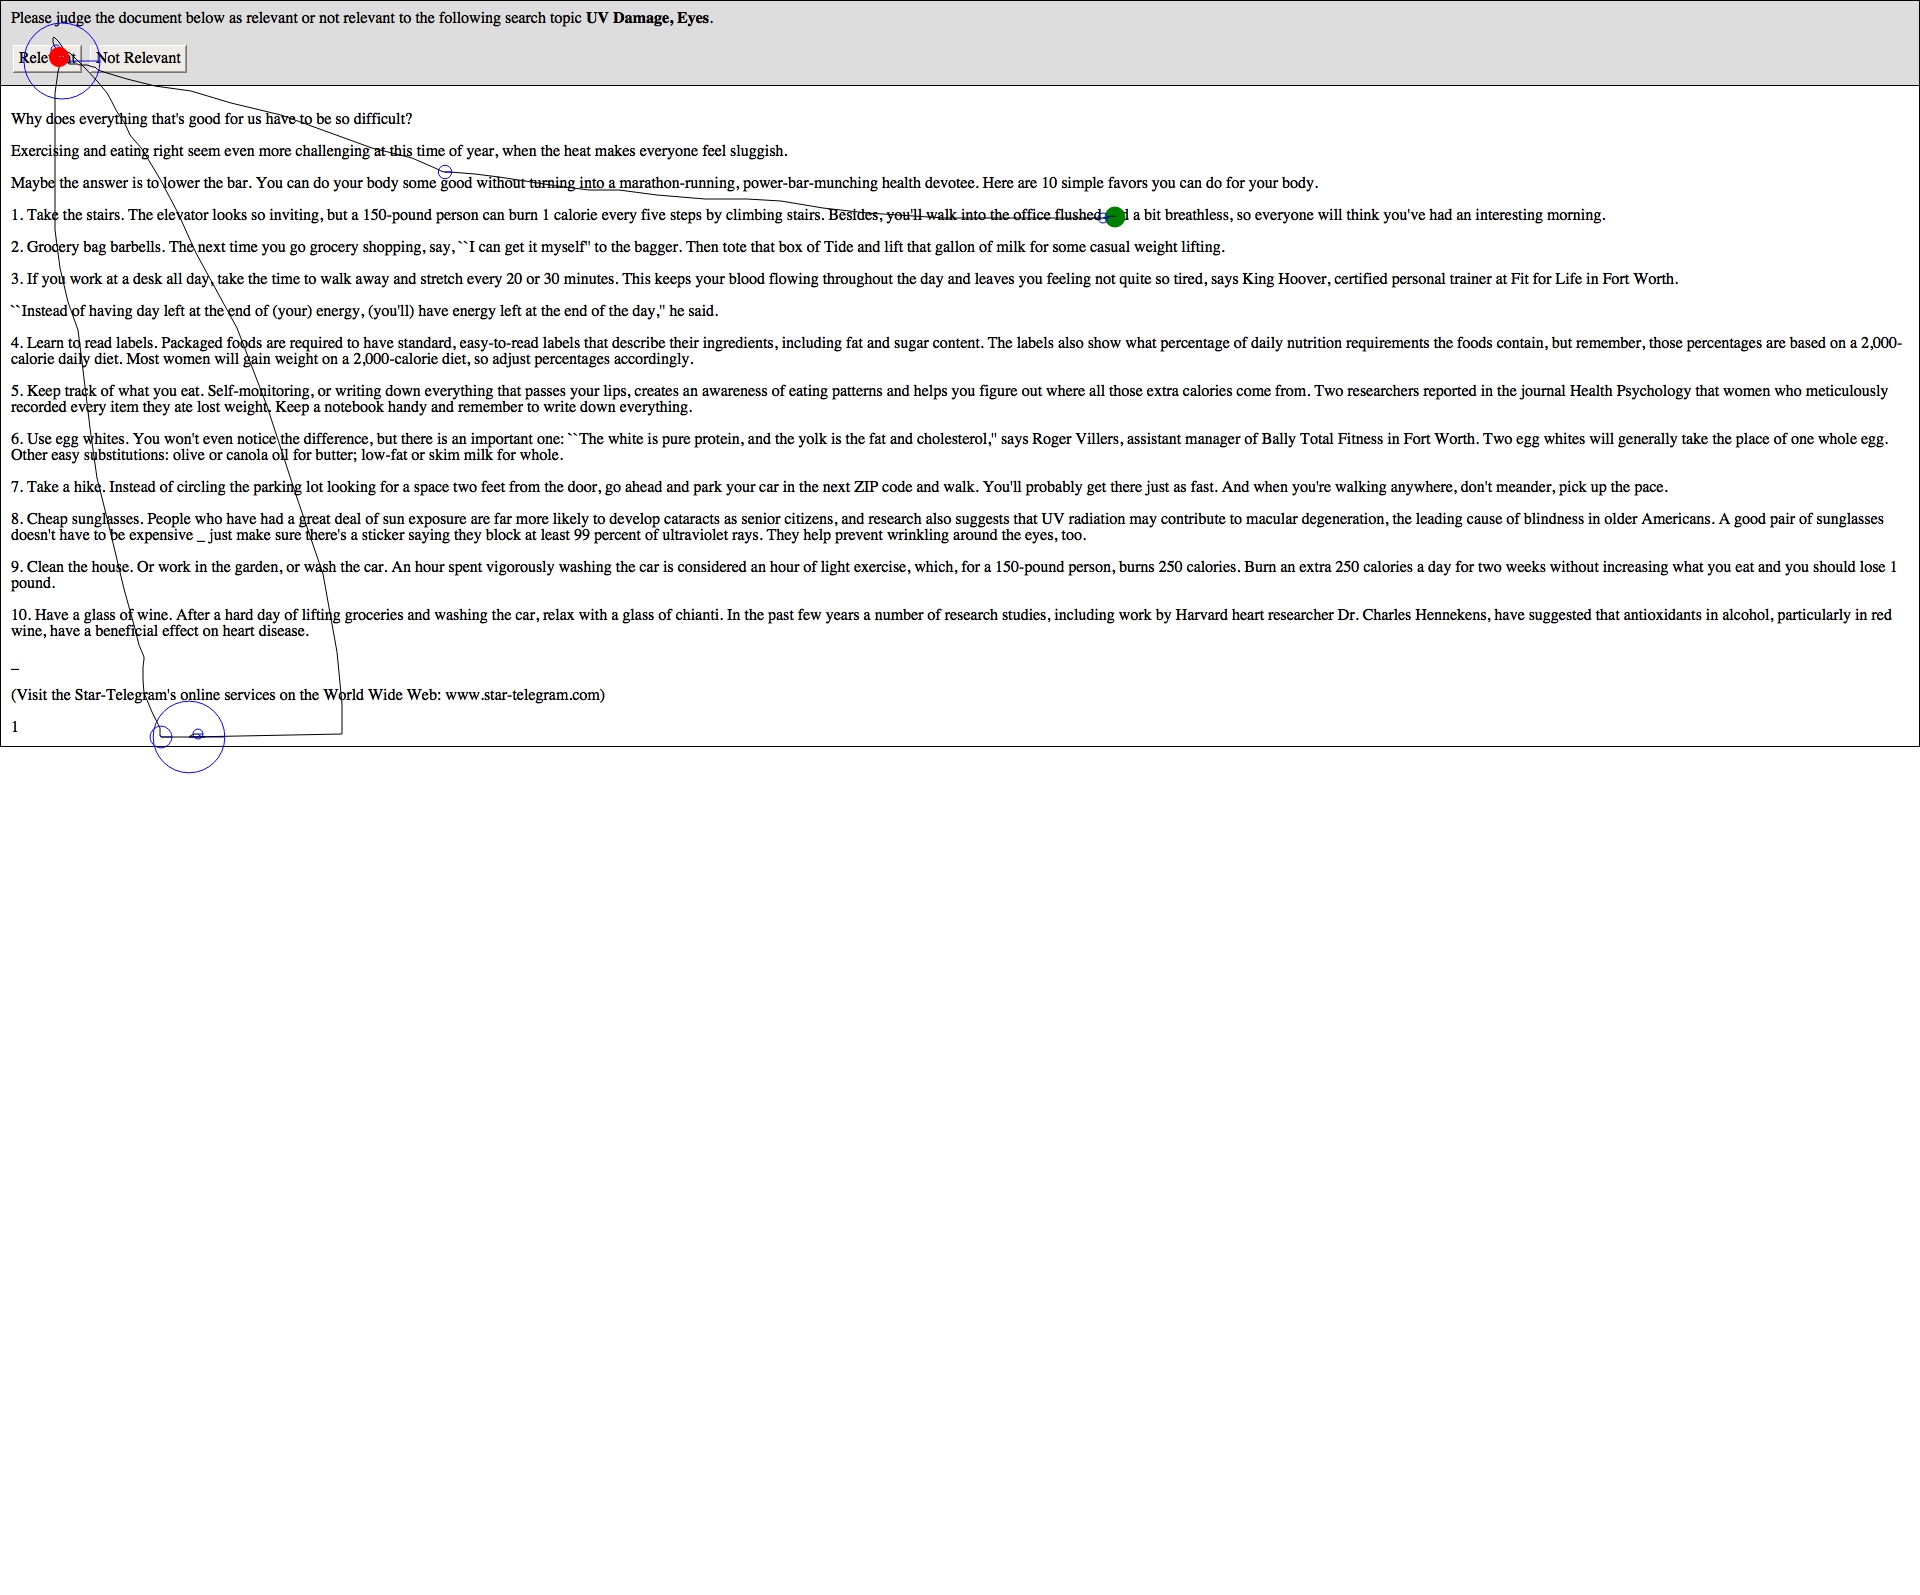 Please judge the document below as relevant or not relevant to the following search topic UV Damage, Eyes.
Relevant Not Relevant
Why does everything that's good for us have to be so difficult?
Exercising and eating right seem even more challenging at this time of year, when the heat makes everyone feel sluggish.
Maybe the answer is to lower the bar. You can do your body some good without turning into a marathon-running, power-bar-munching health devotee. Here are 10 simple favors you can do for your body.
1. Take the stairs. The elevator looks so inviting, but a 150-pound person can burn 1 calorie every five steps by climbing stairs. Besides, you'll walk into the office flushed a bit breathless, so everyone will think you've had an interesting morning.
2. Grocery bag barbells. The next time you go grocery shopping, say, ``I can get it myself'' to the bagger. Then tote that box of Tide and lift that gallon of milk for some casual weight lifting.
3. If you work at a desk all day, take the time to walk away and stretch every 20 or 30 minutes. This keeps your blood flowing throughout the day and leaves you feeling not quite so tired, says King Hoover, certified personal trainer at Fit for Life in Fort Worth.
``Instead of having day left at the end of (your) energy, (you'll) have energy left at the end of the day,'' he said.
4. Learn to read labels. Packaged foods are required to have standard, easy-to-read labels that describe their ingredients, including fat and sugar content. The labels also show what percentage of daily nutrition requirements the foods contain, but remember, those percentages are based on a 2,000-
calorie daily diet. Most women will gain weight on a 2,000-calorie diet, so adjust percentages accordingly.
5. Keep track of what you eat. Self-monitoring, or writing down everything that passes your lips, creates an awareness of eating patterns and helps you figure out where all those extra calories come from. Two researchers reported in the journal Health Psychology that women who meticulously
recorded every item they ate lost weight. Keep a notebook handy and remember to write down everything.
6. Use egg whites. You won't even notice the difference, but there is an important one: ``The white is pure protein, and the yolk is the fat and cholesterol,'' says Roger Villers, assistant manager of Bally Total Fitness in Fort Worth. Two egg whites will generally take the place of one whole egg.
Other easy substitutions: olive or canola oil for butter; low-fat or skim milk for whole.
7. Take a hike. Instead of circling the parking lot looking for a space two feet from the door, go ahead and park your car in the next ZIP code and walk. You'll probably get there just as fast. And when you're walking anywhere, don't meander, pick up the pace.
8. Cheap sunglasses. People who have had a great deal of sun exposure are far more likely to develop cataracts as senior citizens, and research also suggests that UV radiation may contribute to macular degeneration, the leading cause of blindness in older Americans. A good pair of sunglasses
doesn't have to be expensive _ just make sure there's a sticker saying they block at least 99 percent of ultraviolet rays. They help prevent wrinkling around the eyes, too.
9. Clean the house. Or work in the garden, or wash the car. An hour spent vigorously washing the car is considered an hour of light exercise, which, for a 150-pound person, burns 250 calories. Burn an extra 250 calories a day for two weeks without increasing what you eat and you should lose 1
pound.
10. Have a glass of wine. After a hard day of lifting groceries and washing the car, relax with a glass of chianti. In the past few years a number of research studies, including work by Harvard heart researcher Dr. Charles Hennekens, have suggested that antioxidants in alcohol, particularly in red
wine, have a beneficial effect on heart disease.
_
(Visit the Star-Telegram's online services on the World Wide Web: www.star-telegram.com)
1